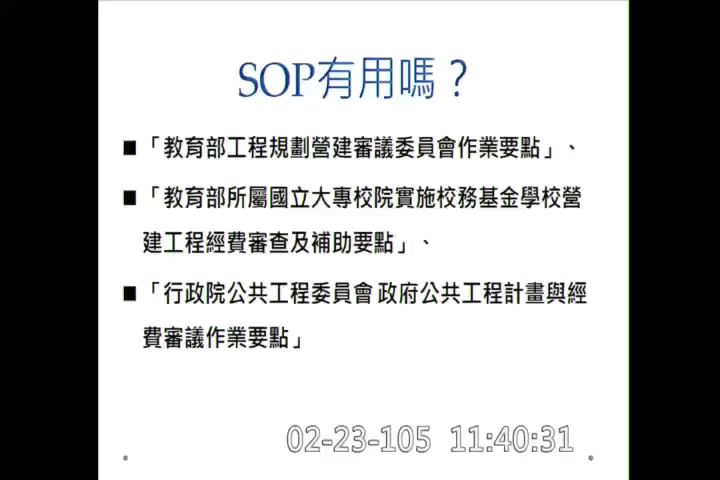 SOP有用嗎？
■「教育部工程規劃營建審議委員會作業要點」、
■「教育部所屬國立大專校院實施校務基金學校營
建工程經費審查及補助要點」、
■「行政院公共工程委員會 政府公共工程計畫與經
費審議作業要點」
02-23-105 11:40:31